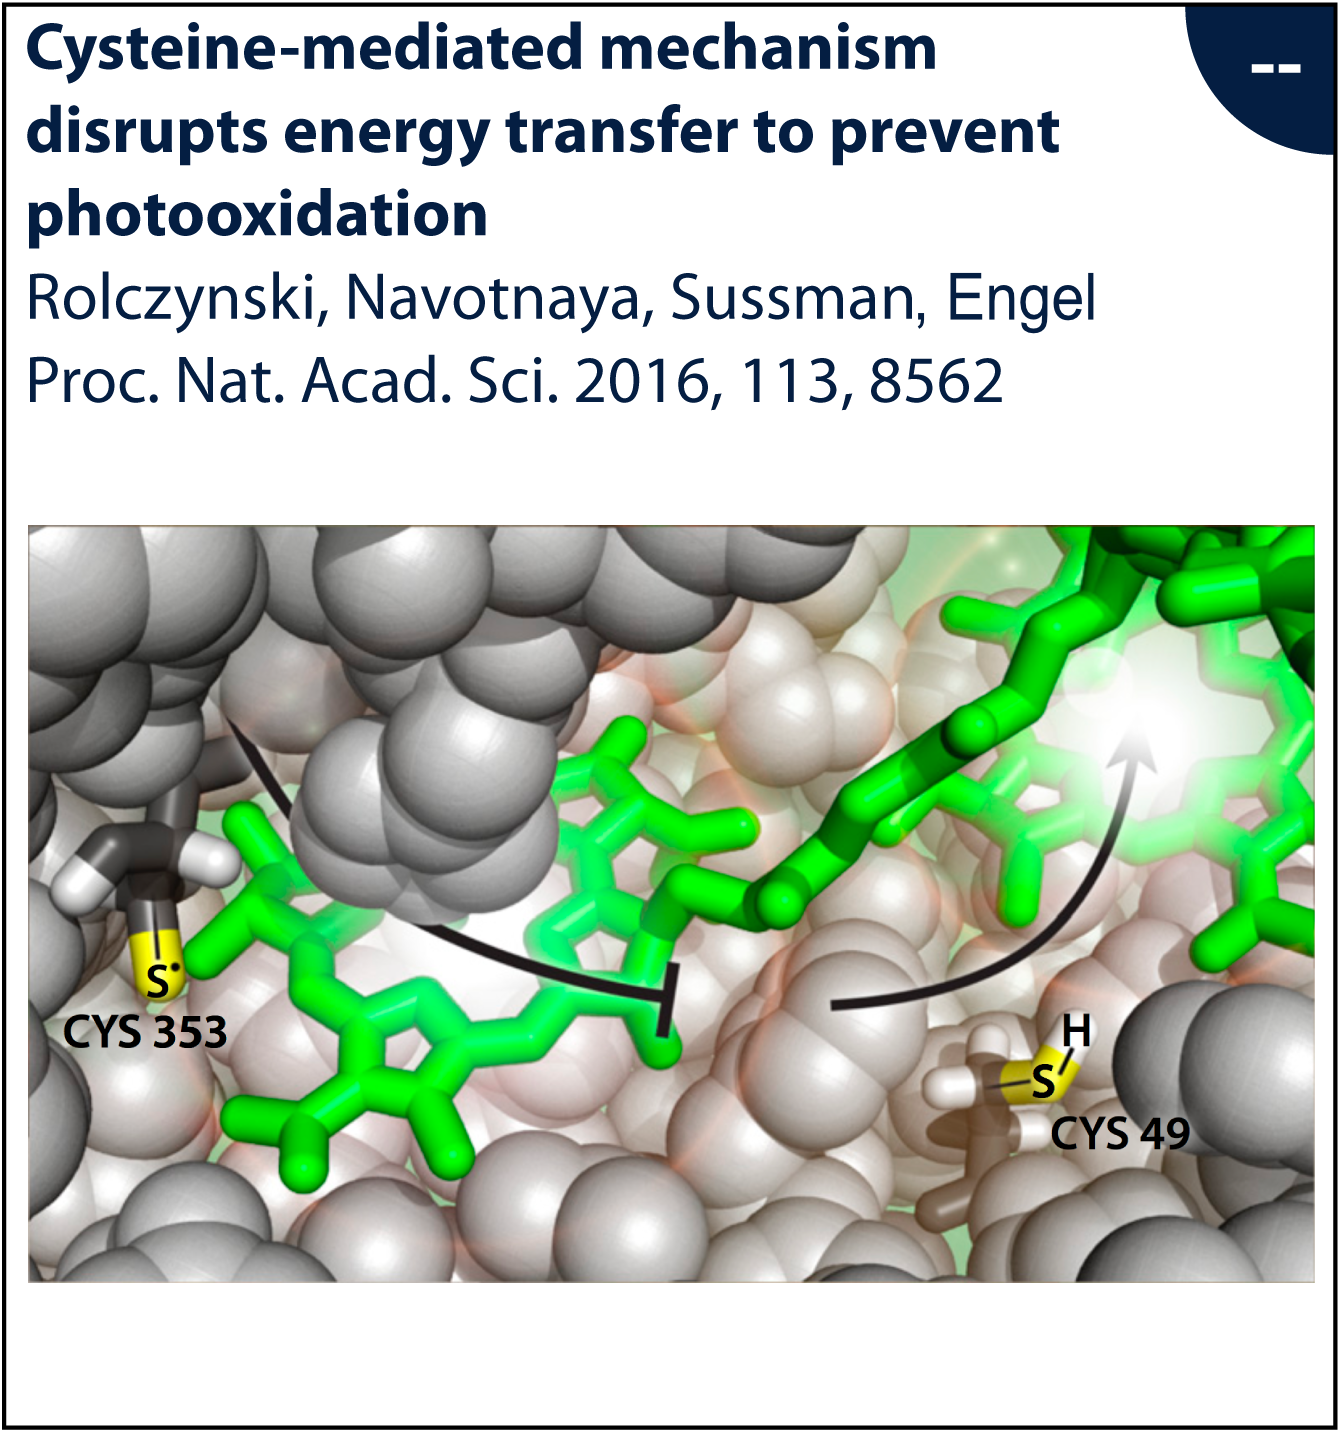 Cysteine-mediated mechanism
--
disrupts energy transfer to prevent
photooxidation
Rolczynski, Navotnaya, Sussman, Engel
Proc. Nat. Acad. Sci. 2016, 113, 8562
S•
CYS 353
H
S
CYS 49